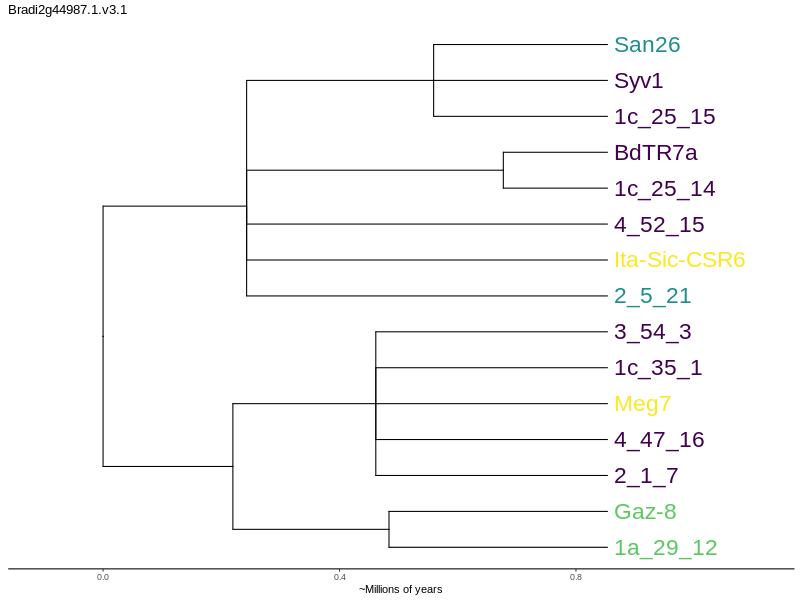 Bradi2g44987.1.v3.1
San26
Syv1
1c_25_15
BdTR7a
1c_25_14
4_52_15
Ita-Sic-CSR6
2_5_21
3_54_3
1c_35_1
Meg7
4_47_16
2_1_7
Gaz-8
1a_29_12
0.0 0.4 0.8
~Millions of years